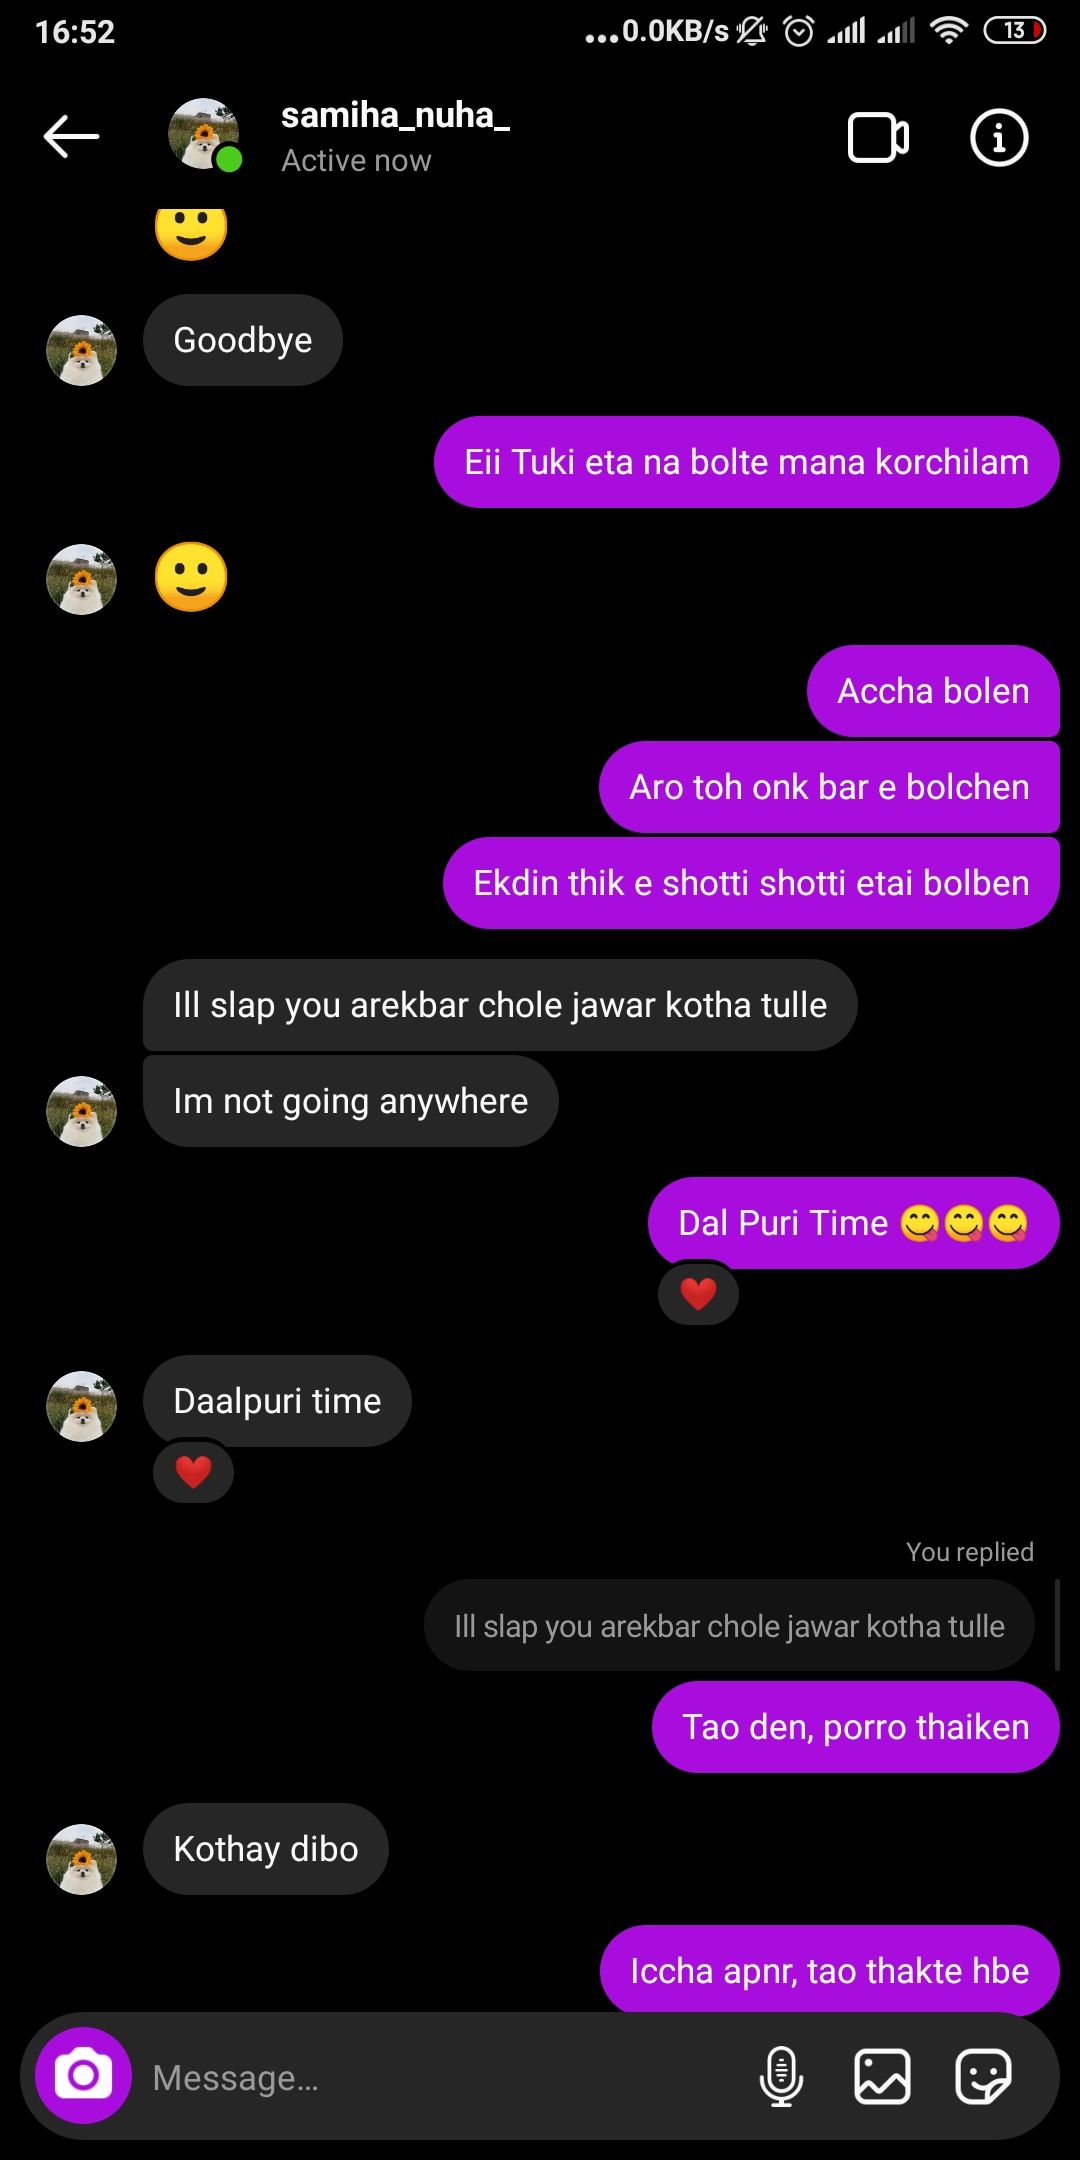 16:52
...0.0KB/s
13
samiha_nuha_
Active now
🙂
Goodbye
Eii Tuki eta na bolte mana korchilam
🙂
Accha bolen
Aro toh onk bar e bolchen
Ekdin thik e shotti shotti etai bolben
Ill slap you arekbar chole jawar kotha tulle
Im not going anywhere
Dal Puri Time 😋😋😋
❤️
Daalpuri time
❤️
You replied
Ill slap you arekbar chole jawar kotha tulle
Tao den, porro thaiken
Kothay dibo
Iccha apnr, tao thakte hbe
Message...